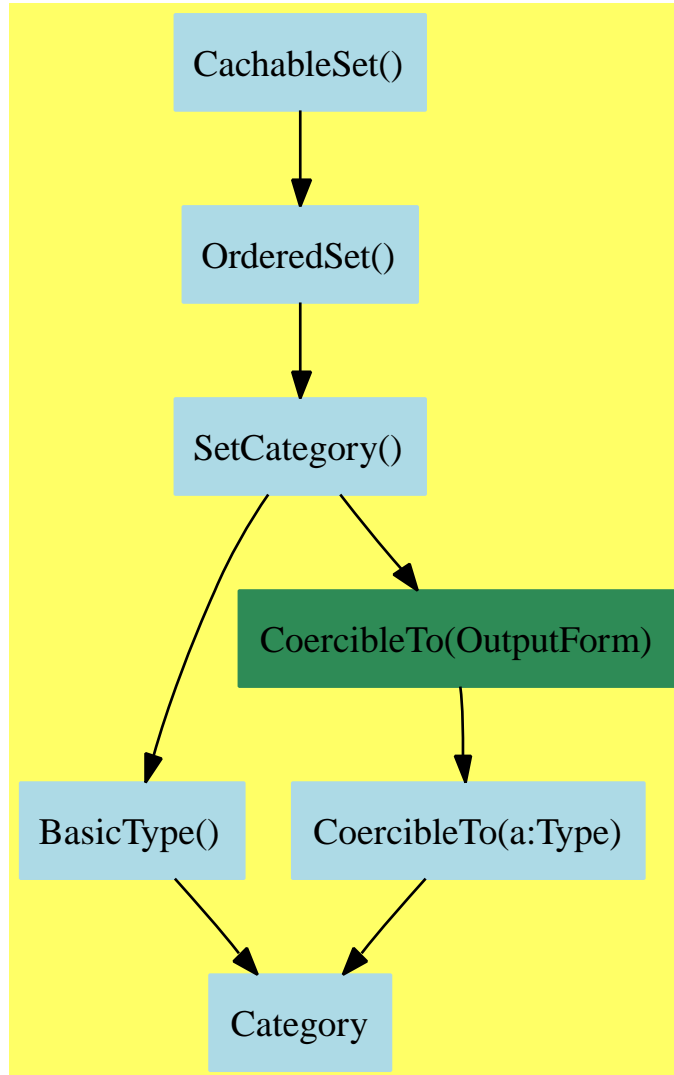 CachableSet()
OrderedSet()
SetCategory()
CoercibleTo(OutputForm)
BasicType()
CoercibleTo(a:Type)
Category